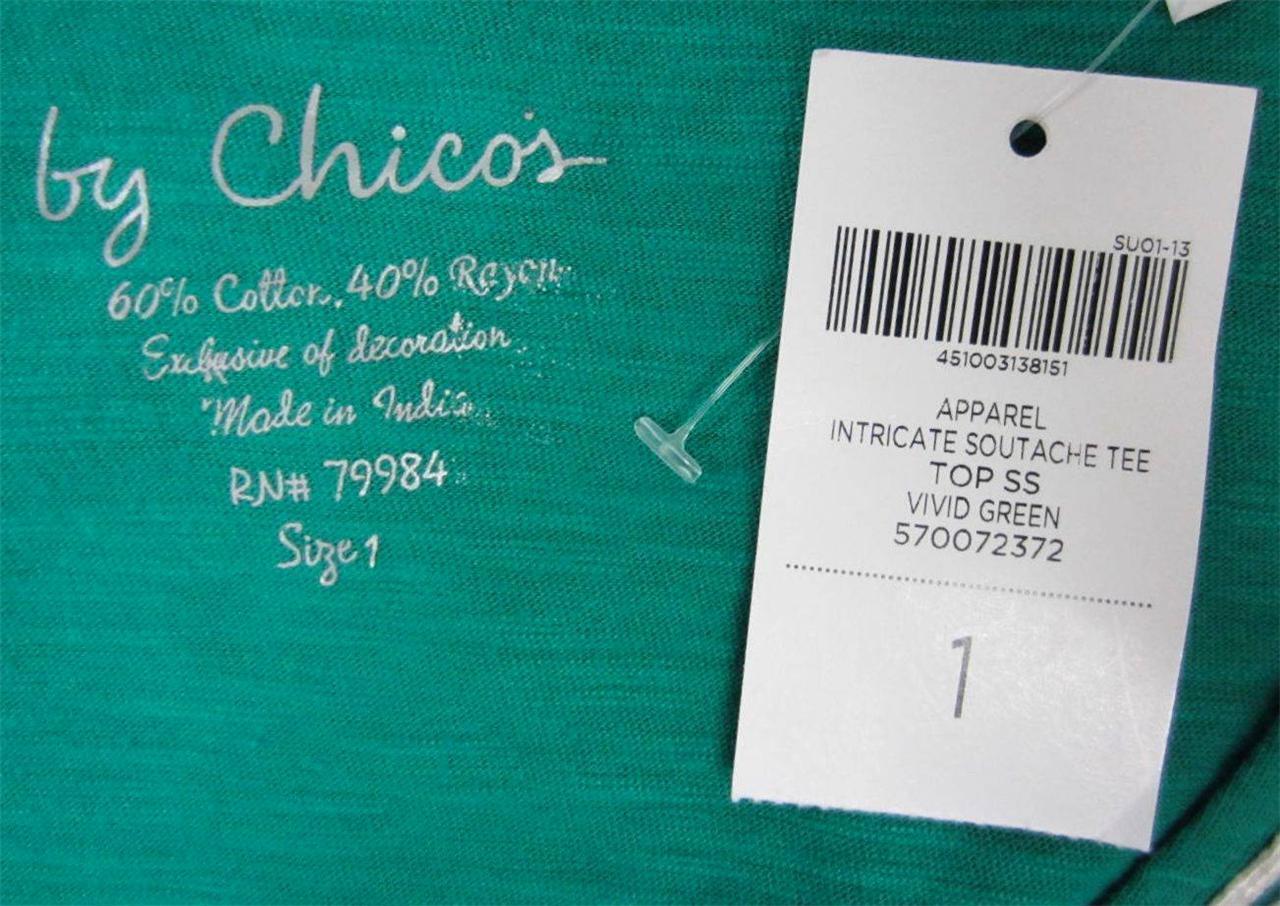 by Chico's
60% Cotton, 40% Rayon
Exclusive of decoration
Made in India
RN# 79984
Size 1
SU01-13
451003138151
APPAREL
INTRICATE SOUTACHE TEE
TOP SS
VIVID GREEN
570072372
1